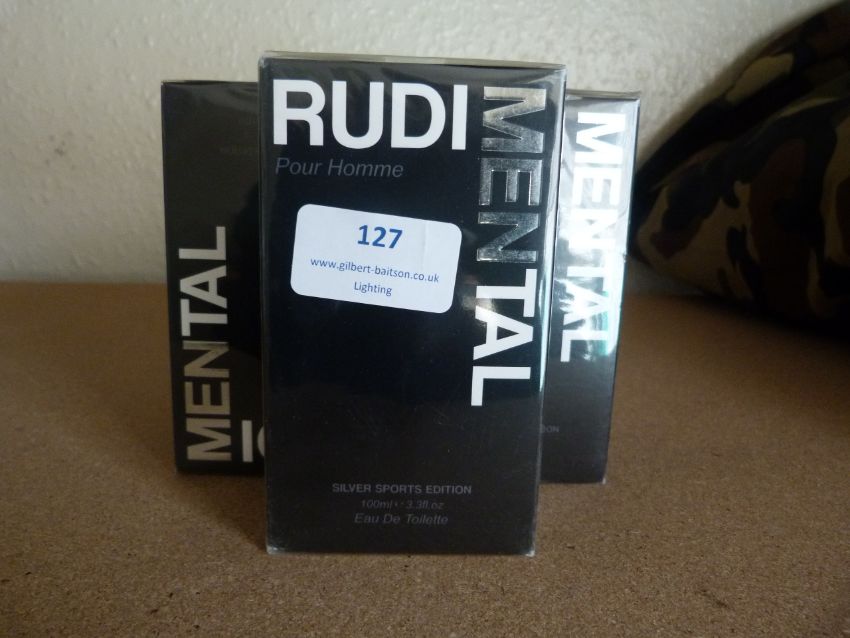 RUDI
MENTAL
Pour Homme
127
www.gilbert-baitson.co.uk
Lighting
SILVER SPORTS EDITION
100ml ℮ 3.3fl.oz
Eau De Toilette
MENTAL
MENTAL